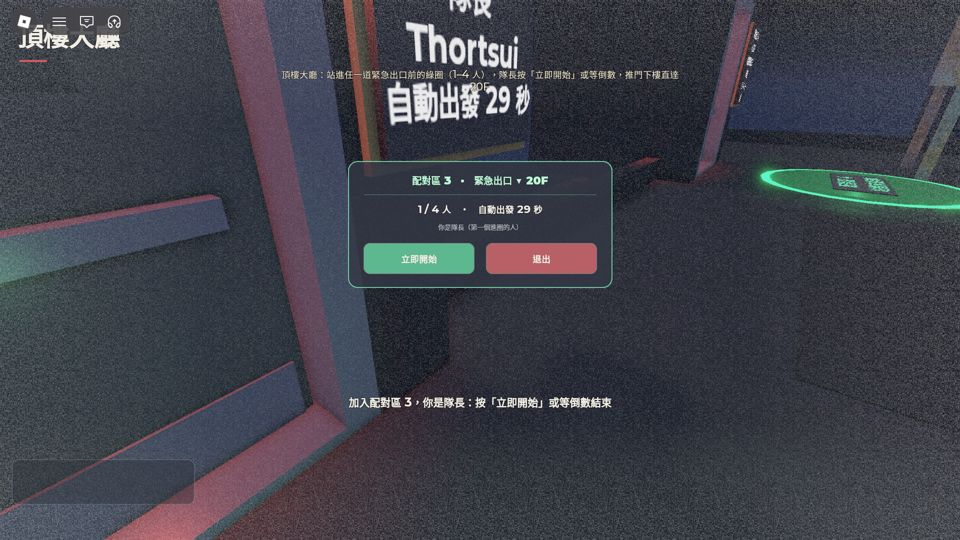 頂樓大廳
隊長
Thortsui
頂樓大廳：站進任一道緊急出口前的綠圈（1–4 人），隊長按「立即開始」或等倒數，推門下樓直達
20F
自動出發 29 秒
配對區 3 • 緊急出口 ▼ 20F
1 / 4 人 • 自動出發 29 秒
你是隊長（第一個進圈的人）
立即開始
退出
加入配對區 3，你是隊長：按「立即開始」或等倒數結束